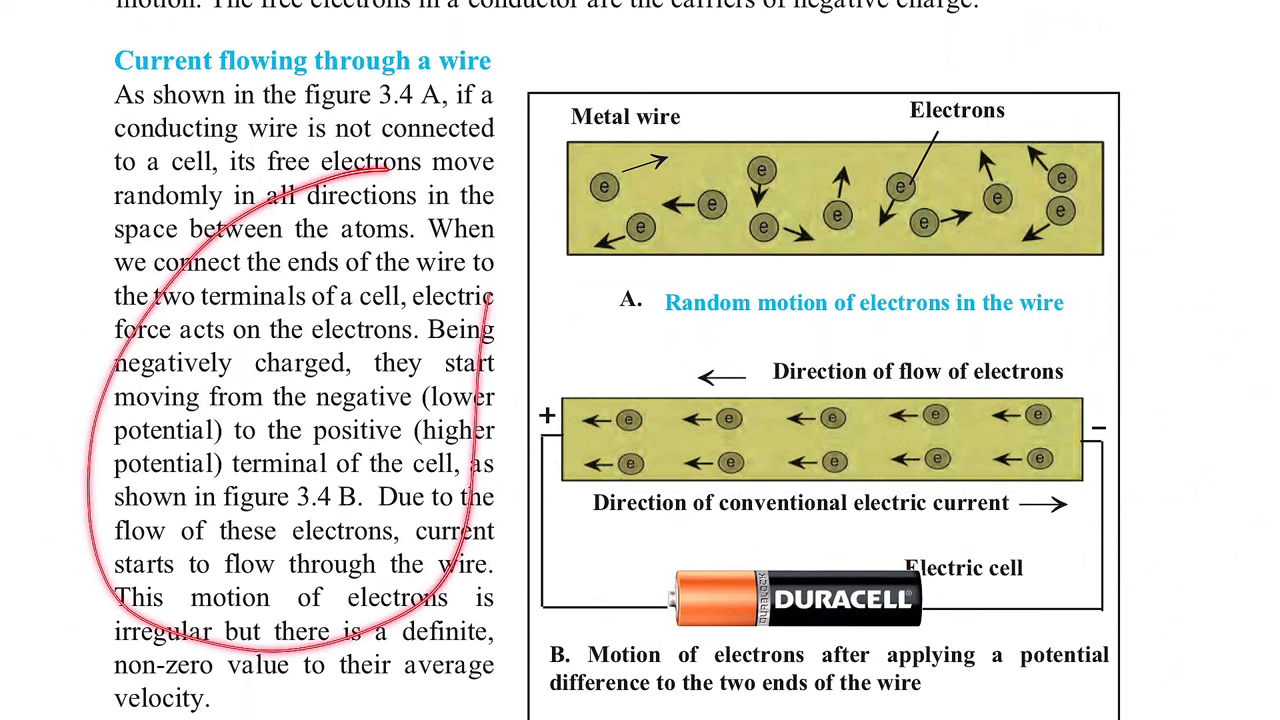 motion. The free electrons in a conductor are the carriers of negative charge.
Current flowing through a wire
As shown in the figure 3.4 A, if a
conducting wire is not connected
to a cell, its free electrons move
randomly in all directions in the
space between the atoms. When
we connect the ends of the wire to
the two terminals of a cell, electric
force acts on the electrons. Being
negatively charged, they start
moving from the negative (lower
potential) to the positive (higher
potential) terminal of the cell, as
shown in figure 3.4 B. Due to the
flow of these electrons, current
starts to flow through the wire.
This motion of electrons is
irregular but there is a definite,
non-zero value to their average
velocity.
Metal wire
Electrons
e e e e e e e e e e e
A. Random motion of electrons in the wire
Direction of flow of electrons
+
−
e e e e e
e e e e e
Direction of conventional electric current
Electric cell
DURACELL
B. Motion of electrons after applying a potential
difference to the two ends of the wire